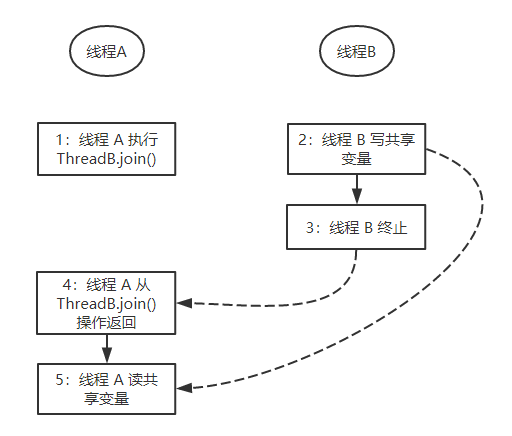 线程A
线程B
1：线程 A 执行
ThreadB.join()
2：线程 B 写共享
变量
3：线程 B 终止
4：线程 A 从
ThreadB.join()
操作返回
5：线程 A 读共
享变量